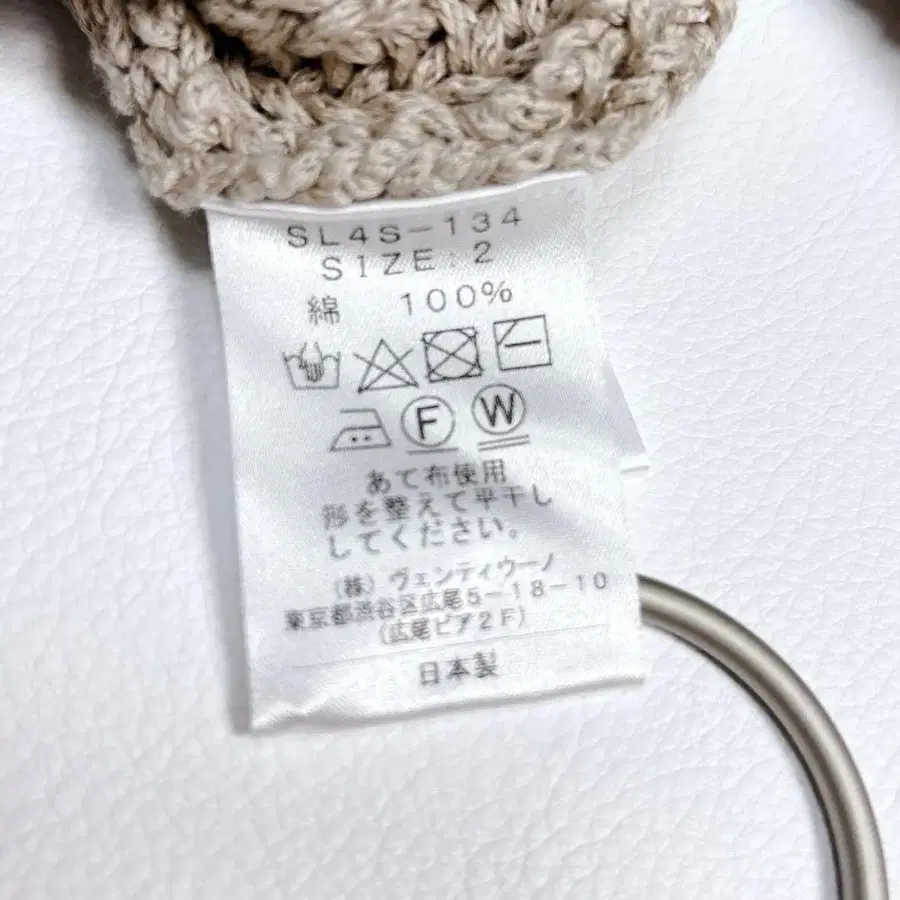 SL4S-134
SIZE:2
綿 100%
F W
あて布使用
形を整えて平干し
してください。
(株) ヴェンティウーノ
東京都渋谷区広尾5-18-10
(広尾ピア2F)
日本製